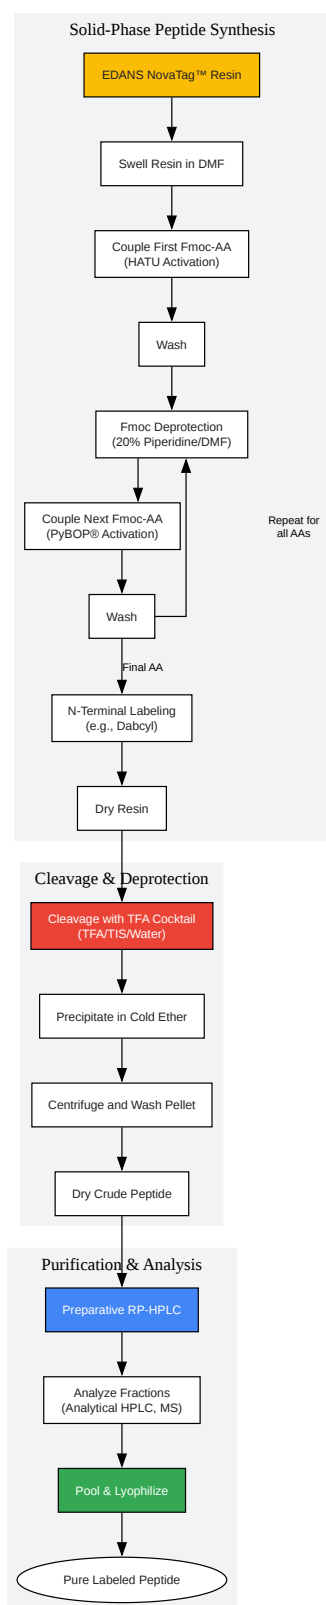 Solid-Phase Peptide Synthesis
EDANS NovaTag™ Resin
Swell Resin in DMF
Couple First Fmoc-AA
(HATU Activation)
Wash
Fmoc Deprotection
(20% Piperidine/DMF)
Couple Next Fmoc-AA
(PyBOP® Activation)
Repeat for
all AAs
Wash
Final AA
N-Terminal Labeling
(e.g., Dabcyl)
Dry Resin
Cleavage & Deprotection
Cleavage with TFA Cocktail
(TFA/TIS/Water)
Precipitate in Cold Ether
Centrifuge and Wash Pellet
Dry Crude Peptide
Purification & Analysis
Preparative RP-HPLC
Analyze Fractions
(Analytical HPLC, MS)
Pool & Lyophilize
Pure Labeled Peptide